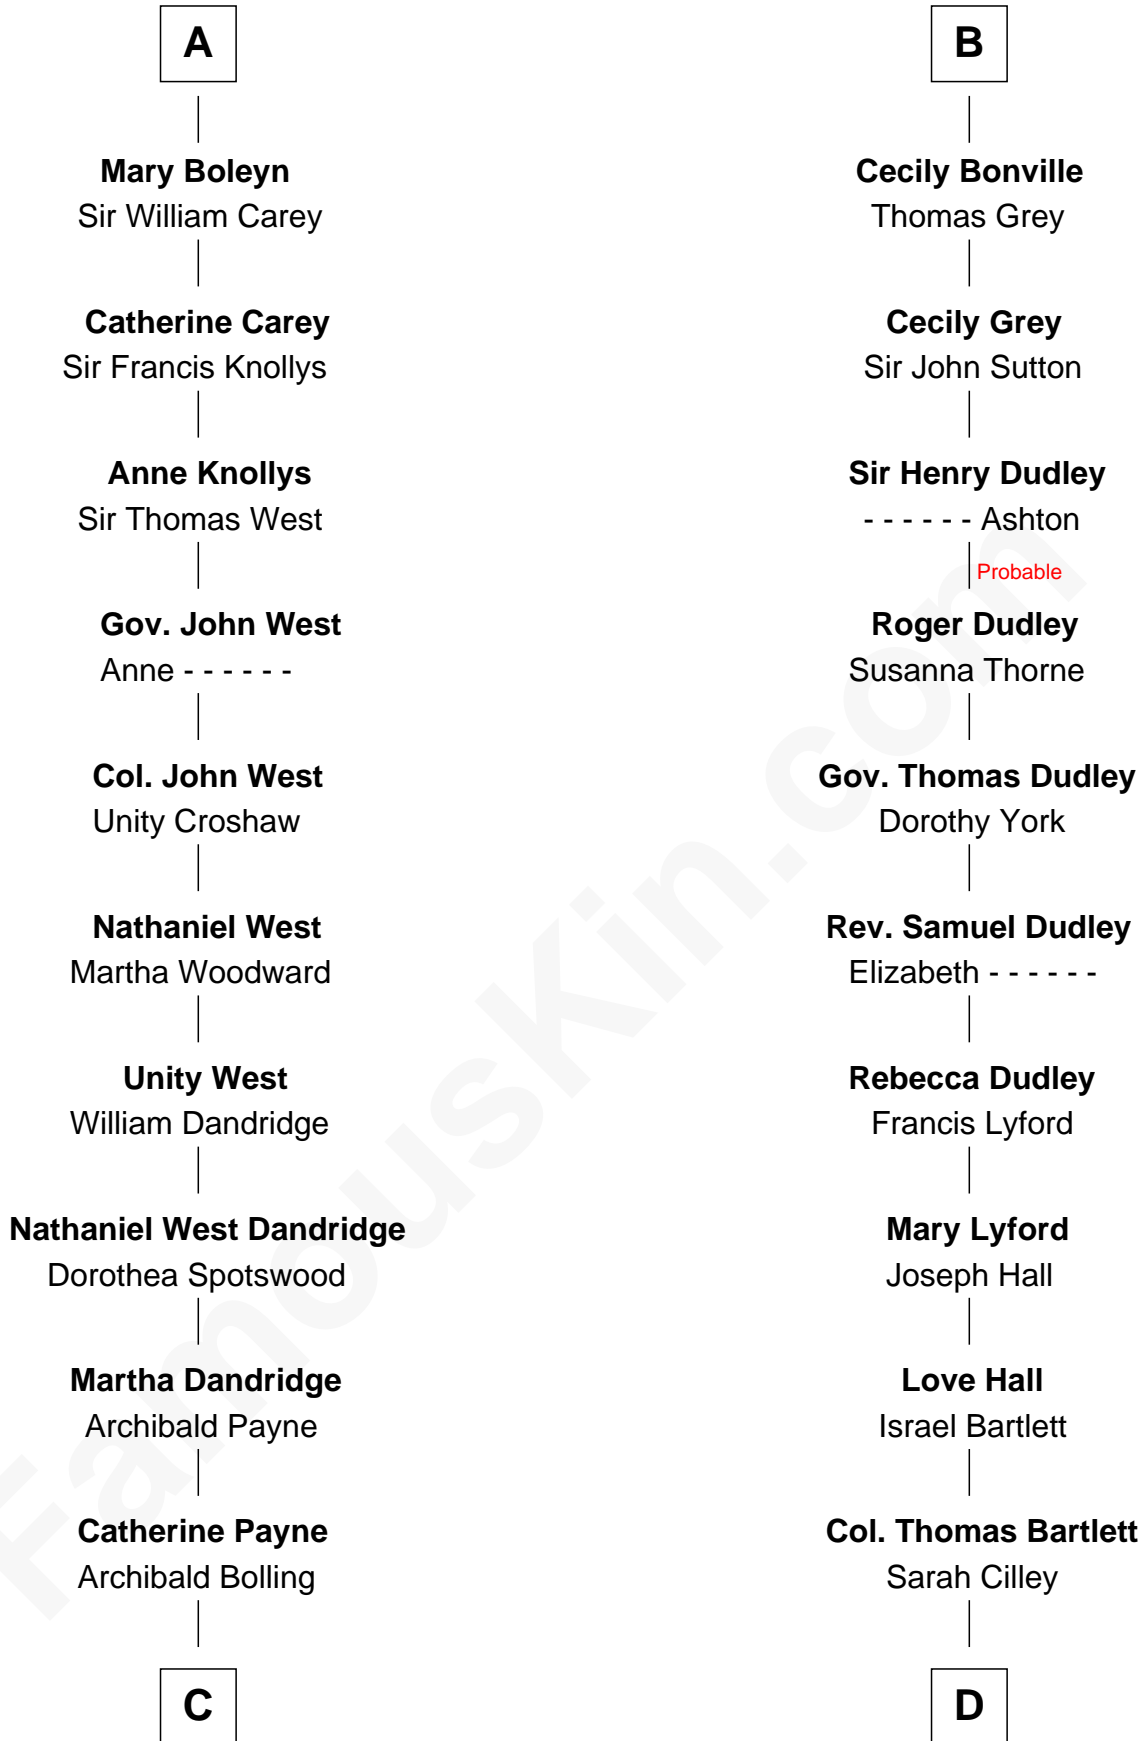 A
Mary Boleyn
Sir William Carey
Catherine Carey
Sir Francis Knollys
Anne Knollys
Sir Thomas West
Gov. John West
Anne - - - - - -
Col. John West
Unity Croshaw
Nathaniel West
Martha Woodward
Unity West
William Dandridge
Nathaniel West Dandridge
Dorothea Spotswood
Martha Dandridge
Archibald Payne
Catherine Payne
Archibald Bolling
C
B
Cecily Bonville
Thomas Grey
Cecily Grey
Sir John Sutton
Sir Henry Dudley
- - - - - - Ashton
Probable
Roger Dudley
Susanna Thorne
Gov. Thomas Dudley
Dorothy York
Rev. Samuel Dudley
Elizabeth - - - - - -
Rebecca Dudley
Francis Lyford
Mary Lyford
Joseph Hall
Love Hall
Israel Bartlett
Col. Thomas Bartlett
Sarah Cilley
D
FamousKin.com